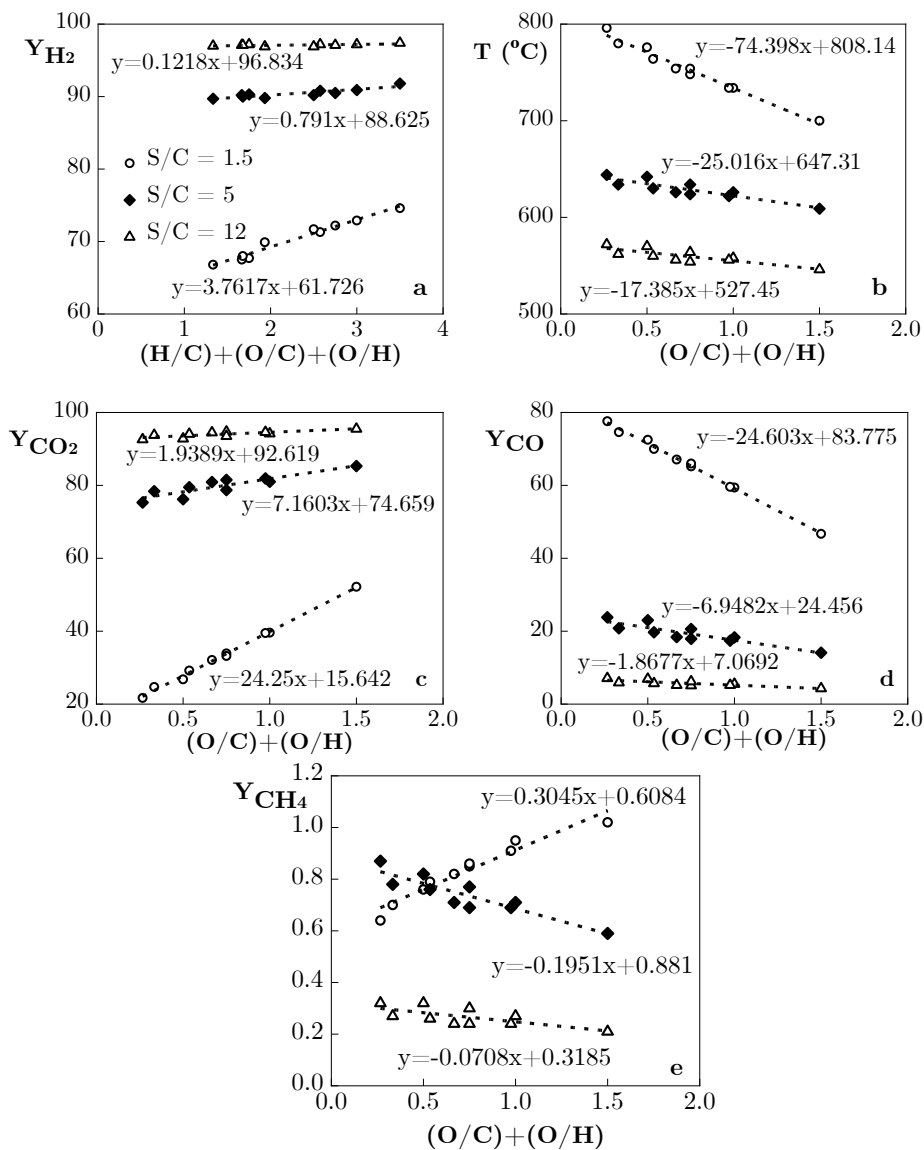 100
Y_H2
y=0.1218x+96.834
90
y=0.791x+88.625
S/C = 1.5
80
S/C = 5
S/C = 12
70
y=3.7617x+61.726
a
60
0
1
2
3
4
(H/C)+(O/C)+(O/H)
800
T (ºC)
y=-74.398x+808.14
700
y=-25.016x+647.31
600
y=-17.385x+527.45
b
500
0.0
0.5
1.0
1.5
2.0
(O/C)+(O/H)
100
Y_CO2
y=1.9389x+92.619
80
y=7.1603x+74.659
60
40
y=24.25x+15.642
c
20
0.0
0.5
1.0
1.5
2.0
(O/C)+(O/H)
80
Y_CO
y=-24.603x+83.775
60
40
y=-6.9482x+24.456
20
y=-1.8677x+7.0692
d
0
0.0
0.5
1.0
1.5
2.0
(O/C)+(O/H)
1.2
Y_CH4
y=0.3045x+0.6084
1.0
0.8
0.6
y=-0.1951x+0.881
0.4
0.2
y=-0.0708x+0.3185
e
0.0
0.0
0.5
1.0
1.5
2.0
(O/C)+(O/H)